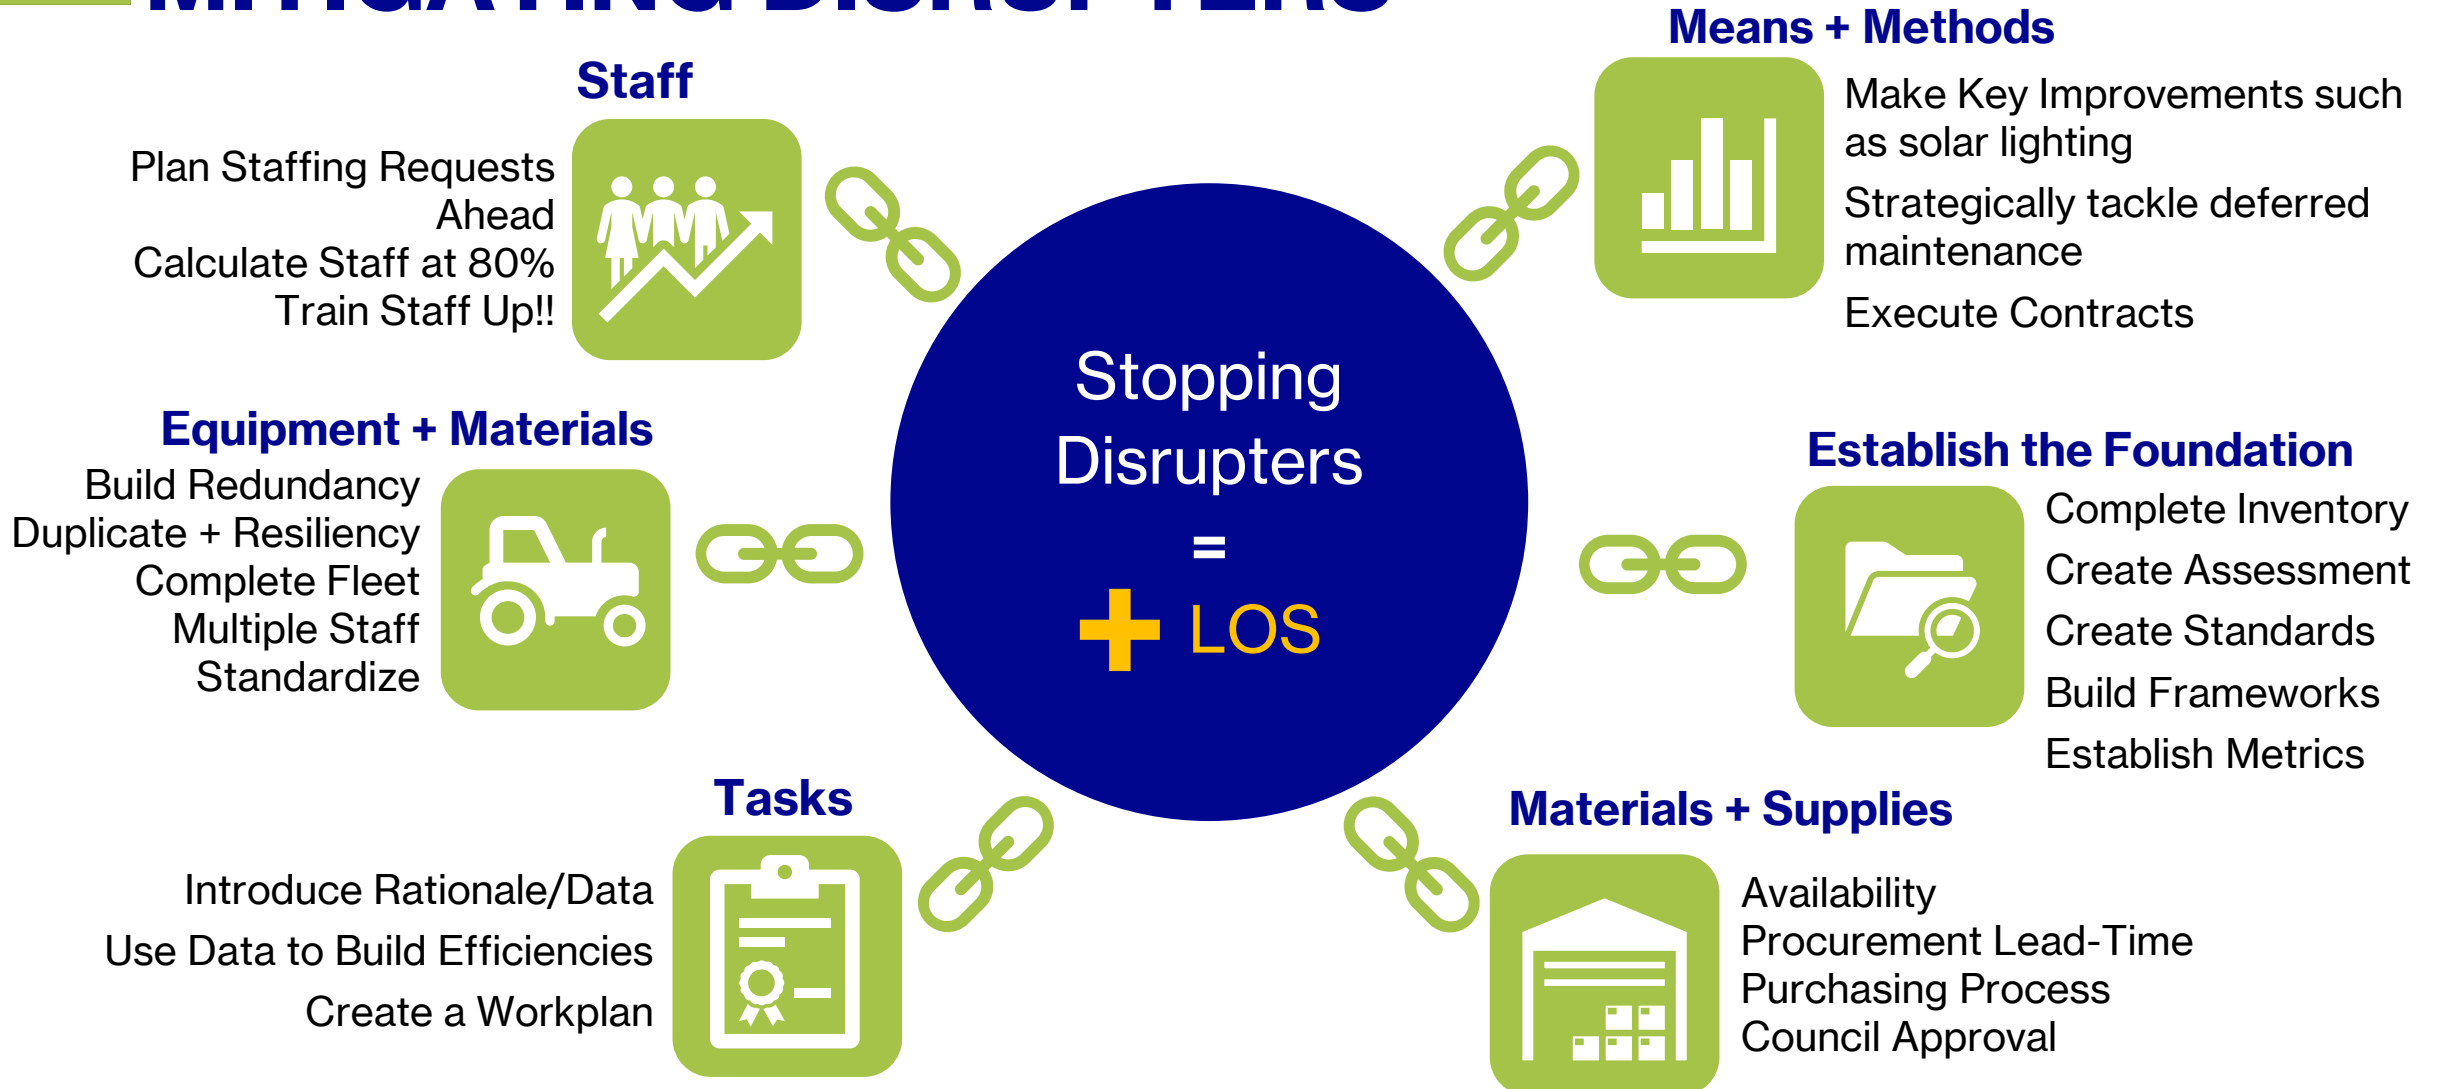 MITIGATING DISRUPTERS
Staff
Plan Staffing Requests
Ahead
Calculate Staff at 80%
Train Staff Up!!
Equipment + Materials
Build Redundancy
Duplicate + Resiliency
Complete Fleet
Multiple Staff
Standardize
Tasks
Introduce Rationale/Data
Use Data to Build Efficiencies
Create a Workplan
Stopping
Disrupters
=
+ LOS
Means + Methods
Make Key Improvements such
as solar lighting
Strategically tackle deferred
maintenance
Execute Contracts
Establish the Foundation
Complete Inventory
Create Assessment
Create Standards
Build Frameworks
Establish Metrics
Materials + Supplies
Availability
Procurement Lead-Time
Purchasing Process
Council Approval